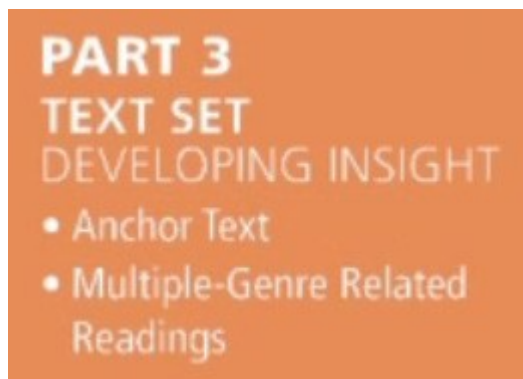 PART 3
TEXT SET
DEVELOPING INSIGHT
• Anchor Text
• Multiple-Genre Related
Readings